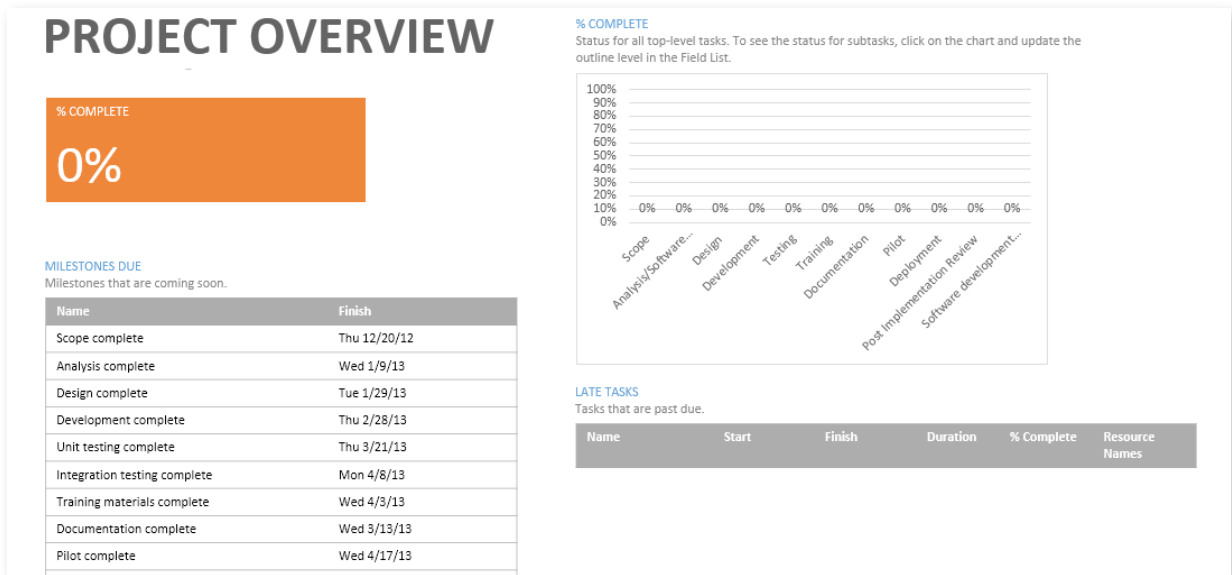 PROJECT OVERVIEW
% COMPLETE
0%
MILESTONES DUE
Milestones that are coming soon.
Name Finish
Scope complete Thu 12/20/12
Analysis complete Wed 1/9/13
Design complete Tue 1/29/13
Development complete Thu 2/28/13
Unit testing complete Thu 3/21/13
Integration testing complete Mon 4/8/13
Training materials complete Wed 4/3/13
Documentation complete Wed 3/13/13
Pilot complete Wed 4/17/13
% COMPLETE
Status for all top-level tasks. To see the status for subtasks, click on the chart and update the
outline level in the Field List.
100%
90%
80%
70%
60%
50%
40%
30%
20%
10%
0%
0% 0% 0% 0% 0% 0% 0% 0% 0% 0% 0%
Scope
Analysis/Software...
Design
Development
Testing
Training
Documentation
Pilot
Deployment
Post Implementation Review
Software development...
LATE TASKS
Tasks that are past due.
Name Start Finish Duration % Complete Resource
Names